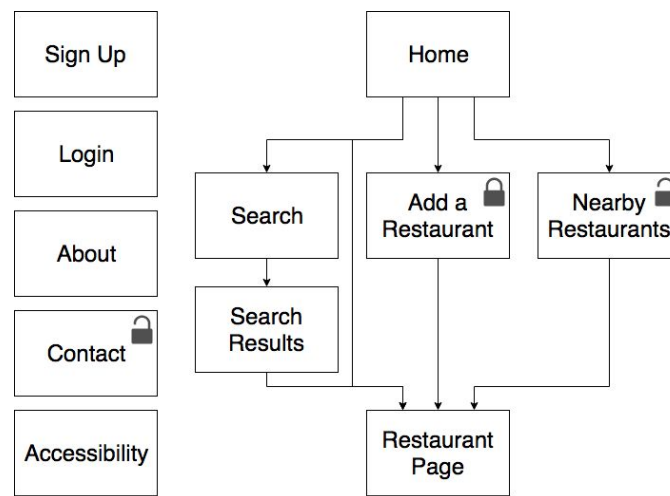 Sign Up
Home
Login
Search
Add a
Restaurant
Nearby
Restaurants
About
Search
Results
Contact
Accessibility
Restaurant
Page